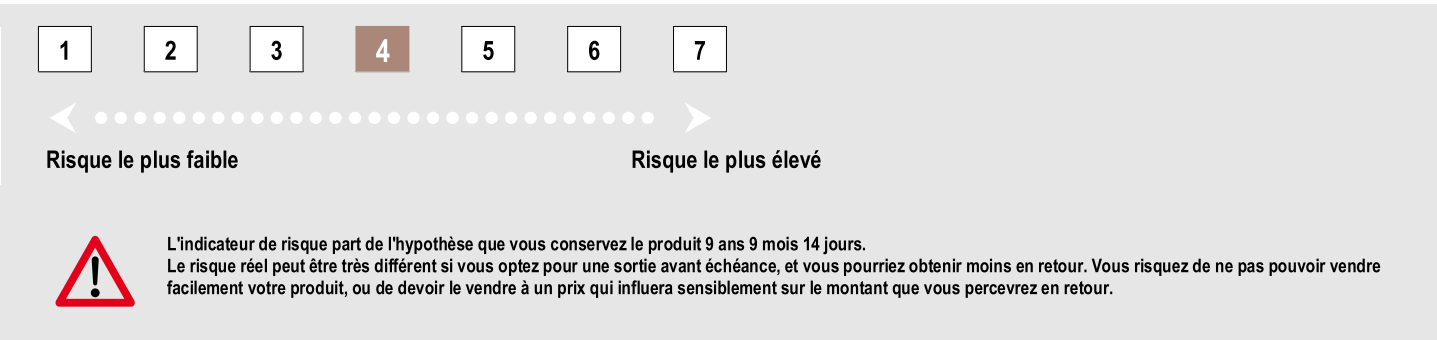 1 2 3 4 5 6 7
Risque le plus faible Risque le plus élevé
L'indicateur de risque part de l'hypothèse que vous conservez le produit 9 ans 9 mois 14 jours.
Le risque réel peut être très différent si vous optez pour une sortie avant échéance, et vous pourriez obtenir moins en retour. Vous risquez de ne pas pouvoir vendre
facilement votre produit, ou de devoir le vendre à un prix qui influera sensiblement sur le montant que vous percevrez en retour.